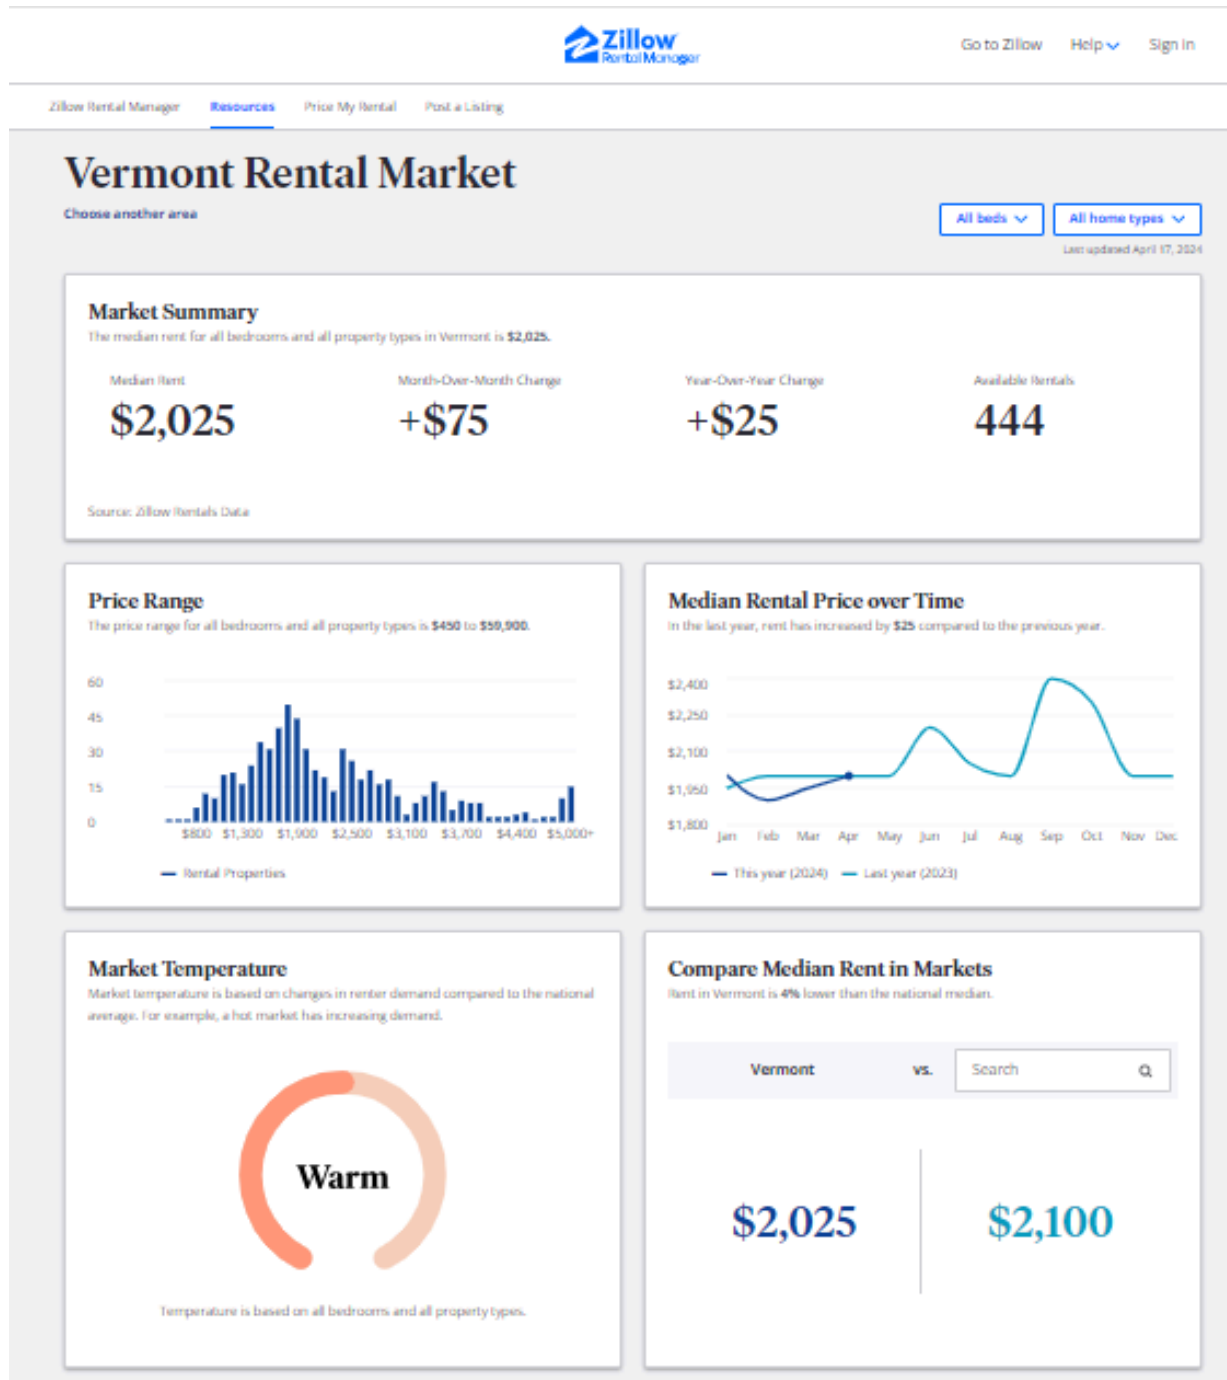 Zillow
Rental Manager
Go to Zillow Help Sign In
Zillow Rental Manager Resources Price My Rental Post a Listing
Vermont Rental Market
Choose another area
All beds All home types
Last updated April 17, 2024
Market Summary
The median rent for all bedrooms and all property types in Vermont is $2,025.
Median Rent Month-Over-Month Change Year-Over-Year Change Available Rentals
$2,025 +$75 +$25 444
Source: Zillow Rentals Data
Price Range
The price range for all bedrooms and all property types is $450 to $59,900.
60
45
30
15
0
$800 $1,300 $1,900 $2,500 $3,100 $3,700 $4,400 $5,000+
Rental Properties
Median Rental Price over Time
In the last year, rent has increased by $25 compared to the previous year.
$2,400
$2,250
$2,100
$1,950
$1,800
Jan Feb Mar Apr May Jun Jul Aug Sep Oct Nov Dec
This year (2024) Last year (2023)
Market Temperature
Market temperature is based on changes in renter demand compared to the national
average. For example, a hot market has increasing demand.
Warm
Temperature is based on all bedrooms and all property types.
Compare Median Rent in Markets
Rent in Vermont is 4% lower than the national median.
Vermont vs. Search
$2,025 $2,100